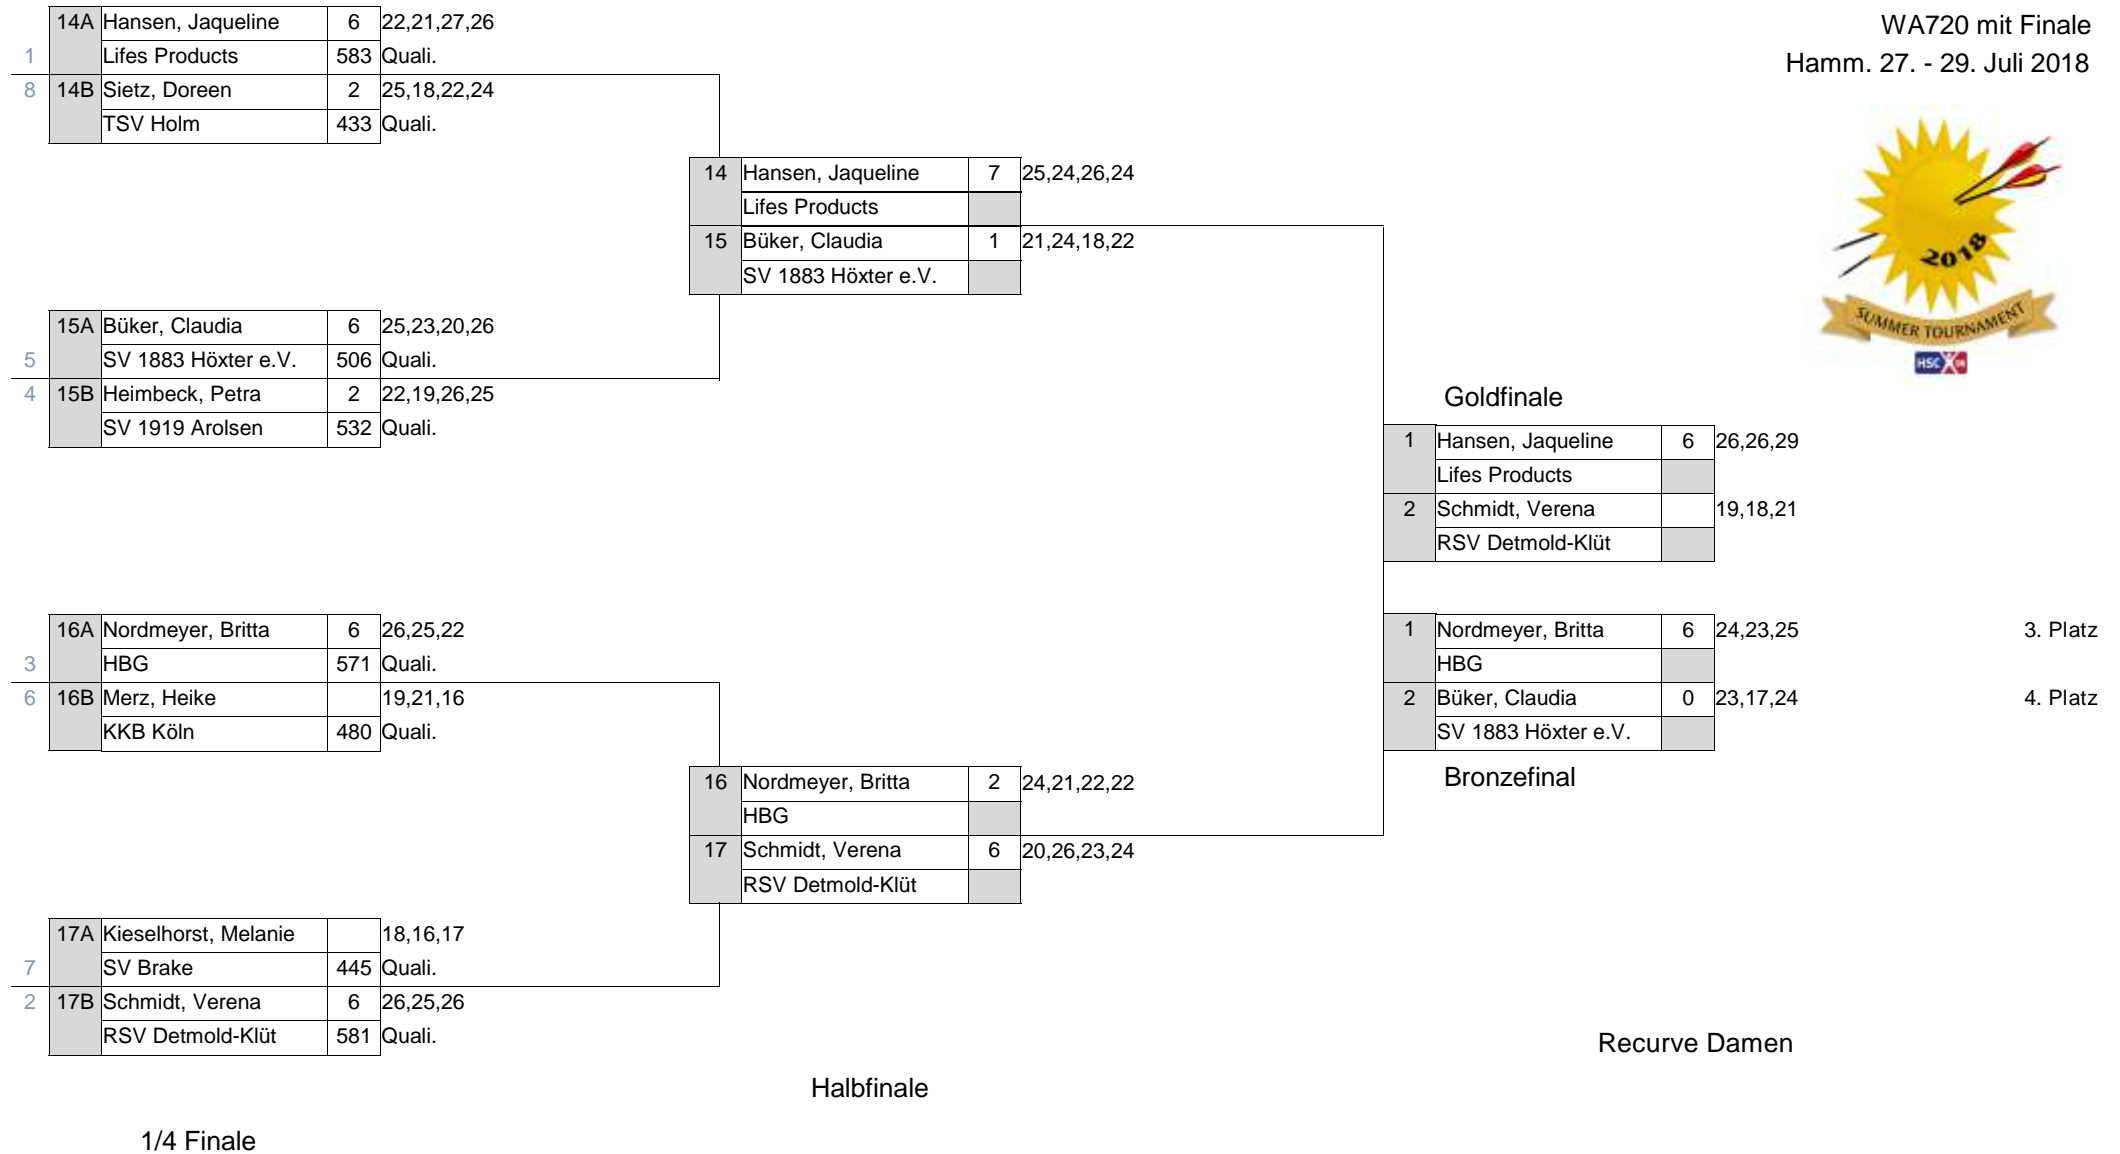 WA720 mit Finale
Hamm. 27. - 29. Juli 2018
14A Hansen, Jaqueline 6 22,21,27,26
1 Lifes Products 583 Quali.
8 14B Sietz, Doreen 2 25,18,22,24
TSV Holm 433 Quali.
14 Hansen, Jaqueline 7 25,24,26,24
Lifes Products
15 Büker, Claudia 1 21,24,18,22
SV 1883 Höxter e.V.
2018
SUMMER TOURNAMENT
HSC
15A Büker, Claudia 6 25,23,20,26
5 SV 1883 Höxter e.V. 506 Quali.
4 15B Heimbeck, Petra 2 22,19,26,25
SV 1919 Arolsen 532 Quali.
Goldfinale
1 Hansen, Jaqueline 6 26,26,29
Lifes Products
2 Schmidt, Verena 19,18,21
RSV Detmold-Klüt
16A Nordmeyer, Britta 6 26,25,22
3 HBG 571 Quali.
6 16B Merz, Heike 19,21,16
KKB Köln 480 Quali.
1 Nordmeyer, Britta 6 24,23,25 3. Platz
HBG
2 Büker, Claudia 0 23,17,24 4. Platz
SV 1883 Höxter e.V.
Bronzefinal
16 Nordmeyer, Britta 2 24,21,22,22
HBG
17 Schmidt, Verena 6 20,26,23,24
RSV Detmold-Klüt
17A Kieselhorst, Melanie 18,16,17
7 SV Brake 445 Quali.
2 17B Schmidt, Verena 6 26,25,26
RSV Detmold-Klüt 581 Quali.
Recurve Damen
Halbfinale
1/4 Finale